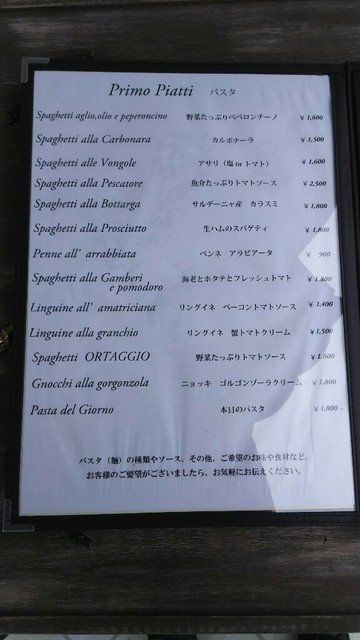 Primo Piatti パスタ
Spaghetti aglio,olio e peperoncino 野菜たっぷりペペロンチーノ ¥1,600
Spaghetti alla Carbonara カルボナーラ ¥1,500
Spaghetti alle Vongole アサリ（塩 or トマト） ¥1,600
Spaghetti alla Pescatore 魚介たっぷりトマトソース ¥2,500
Spaghetti alla Bottarga サルデーニャ産 カラスミ ¥1,800
Spaghetti alla Prosciutto 生ハムのスパゲティ ¥1,800
Penne all' arrabbiata ペンネ アラビアータ ¥ 900
Spaghetti alla Gamberi 海老とホタテとフレッシュトマト ¥1,800
e pomodoro
Linguine all' amatriciana リングイネ ベーコントマトソース ¥1,400
Linguine alla granchio リングイネ 蟹トマトクリーム ¥1,500
Spaghetti ORTAGGIO 野菜たっぷりトマトソース ¥1,600
Gnocchi alla gorgonzola ニョッキ ゴルゴンゾーラクリーム ¥1,800
Pasta del Giorno 本日のパスタ ¥1,800~
パスタ（麺）の種類やソース、その他、ご希望のお味や食材など、
お客様のご要望がございましたら、お気軽にお伝えください。